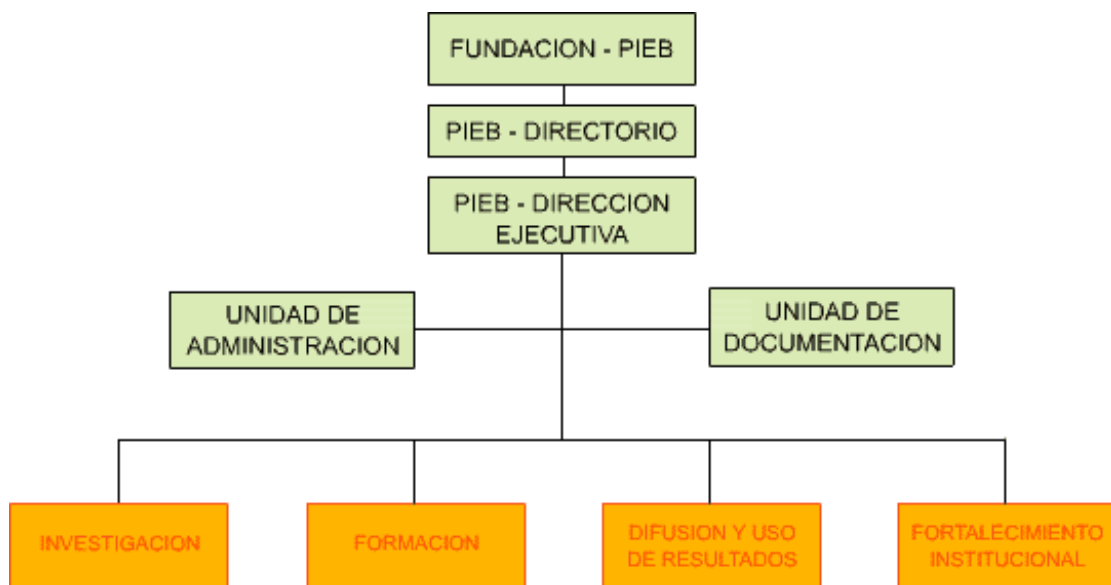 FUNDACION - PIEB
PIEB - DIRECTORIO
PIEB - DIRECCION
EJECUTIVA
UNIDAD DE
ADMINISTRACION
UNIDAD DE
DOCUMENTACION
INVESTIGACION
FORMACION
DIFUSION Y USO
DE RESULTADOS
FORTALECIMIENTO
INSTITUCIONAL